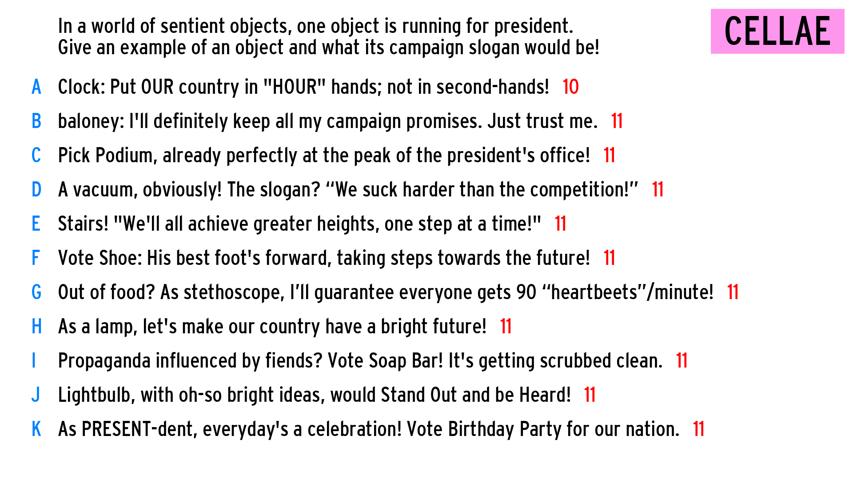 In a world of sentient objects, one object is running for president.
Give an example of an object and what its campaign slogan would be!
CELLAE
A Clock: Put OUR country in "HOUR" hands; not in second-hands! 10
B baloney: I'll definitely keep all my campaign promises. Just trust me. 11
C Pick Podium, already perfectly at the peak of the president's office! 11
D A vacuum, obviously! The slogan? “We suck harder than the competition!” 11
E Stairs! "We'll all achieve greater heights, one step at a time!" 11
F Vote Shoe: His best foot's forward, taking steps towards the future! 11
G Out of food? As stethoscope, I’ll guarantee everyone gets 90 “heartbeets”/minute! 11
H As a lamp, let's make our country have a bright future! 11
I Propaganda influenced by fiends? Vote Soap Bar! It's getting scrubbed clean. 11
J Lightbulb, with oh-so bright ideas, would Stand Out and be Heard! 11
K As PRESENT-dent, everyday's a celebration! Vote Birthday Party for our nation. 11